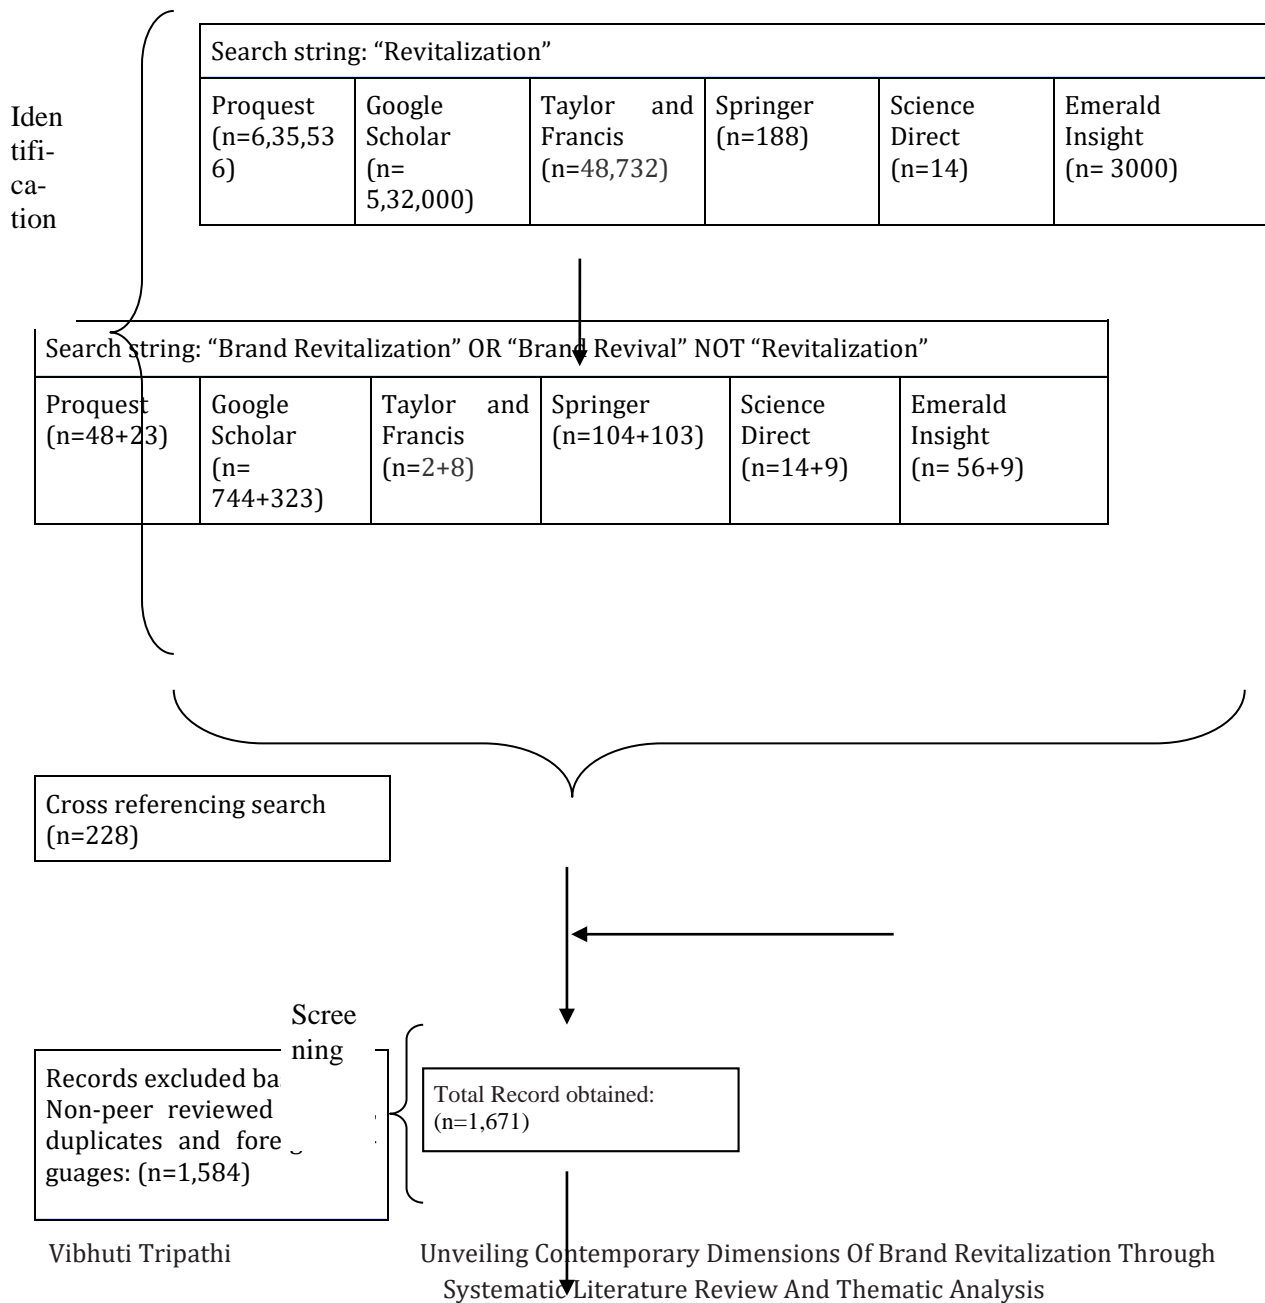 Iden
tifi-
ca-
tion
Search string: “Revitalization”
Proquest
(n=6,35,53
6)
Google
Scholar
(n=
5,32,000)
Taylor and
Francis
(n=48,732)
Springer
(n=188)
Science
Direct
(n=14)
Emerald
Insight
(n= 3000)
Search string: “Brand Revitalization” OR “Brand Revival” NOT “Revitalization”
Proquest
(n=48+23)
Google
Scholar
(n=
744+323)
Taylor and
Francis
(n=2+8)
Springer
(n=104+103)
Science
Direct
(n=14+9)
Emerald
Insight
(n= 56+9)
Cross referencing search
(n=228)
Scree
ning
Records excluded
Non-peer reviewed
duplicates and
guages: (n=1,584)
Total Record obtained:
(n=1,671)
Vibhuti Tripathi
Unveiling Contemporary Dimensions Of Brand Revitalization Through
Systematic Literature Review And Thematic Analysis